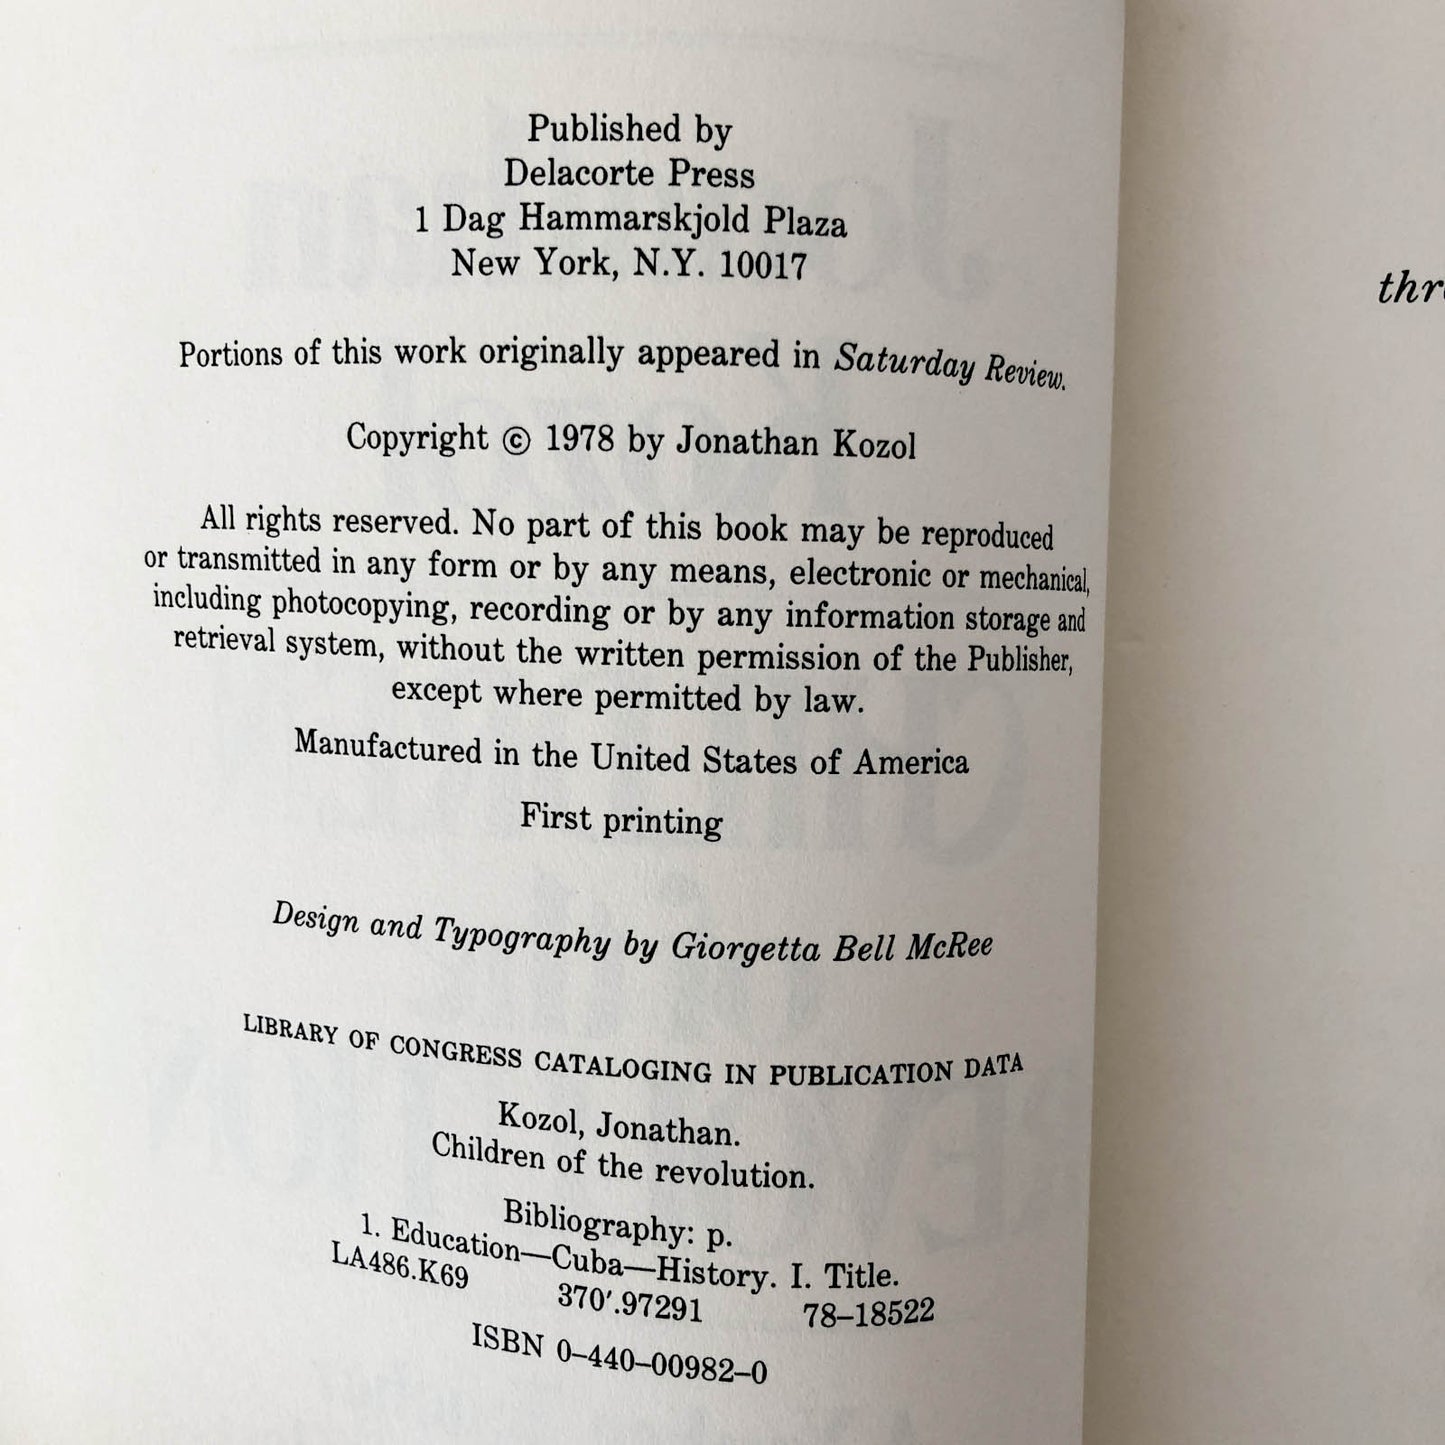 Published by
Delacorte Press
1 Dag Hammarskjold Plaza
New York, N.Y. 10017
Portions of this work originally appeared in Saturday Review.
Copyright © 1978 by Jonathan Kozol
All rights reserved. No part of this book may be reproduced
or transmitted in any form or by any means, electronic or mechanical,
including photocopying, recording or by any information storage and
retrieval system, without the written permission of the Publisher,
except where permitted by law.
Manufactured in the United States of America
First printing
Design and Typography by Giorgetta Bell McRee
LIBRARY OF CONGRESS CATALOGING IN PUBLICATION DATA
Kozol, Jonathan.
Children of the revolution.
Bibliography: p.
1. Education—Cuba—History. I. Title.
LA486.K69 370′.97291 78–18522
ISBN 0–440–00982–0